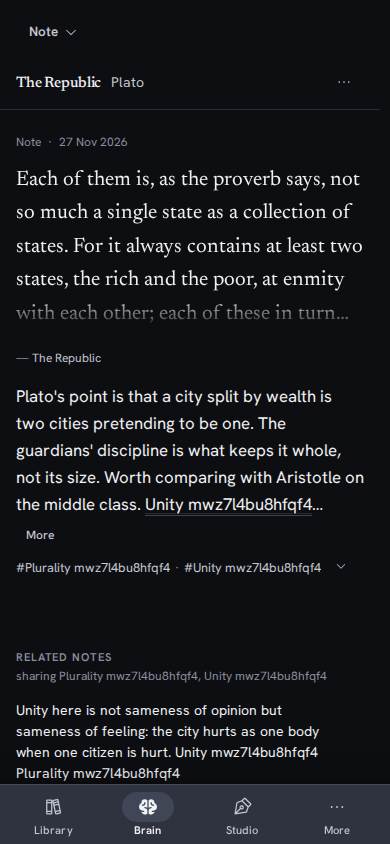 Note
The Republic Plato
Note · 27 Nov 2026
Each of them is, as the proverb says, not
so much a single state as a collection of
states. For it always contains at least two
states, the rich and the poor, at enmity
with each other; each of these in turn...
— The Republic
Plato's point is that a city split by wealth is
two cities pretending to be one. The
guardians' discipline is what keeps it whole,
not its size. Worth comparing with Aristotle on
the middle class. Unity mwz7l4bu8hfqf4...
More
#Plurality mwz7l4bu8hfqf4 · #Unity mwz7l4bu8hfqf4
RELATED NOTES
sharing Plurality mwz7l4bu8hfqf4, Unity mwz7l4bu8hfqf4
Unity here is not sameness of opinion but
sameness of feeling: the city hurts as one body
when one citizen is hurt. Unity mwz7l4bu8hfqf4
Plurality mwz7l4bu8hfqf4
Library Brain Studio More